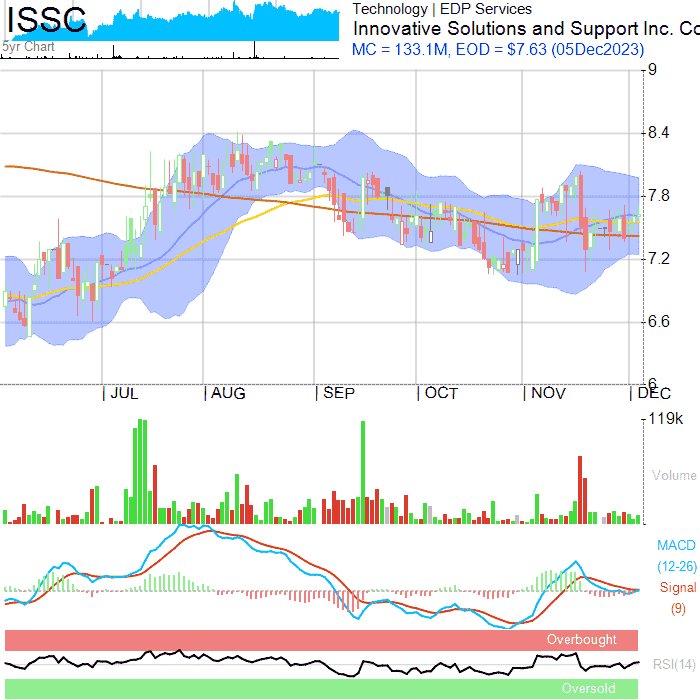 ISSC
5yr Chart
Technology | EDP Services
Innovative Solutions and Support Inc. Co
MC = 133.1M, EOD = $7.63 (05Dec2023)
9
8.4
7.8
7.2
6.6
6
JUL AUG SEP OCT NOV DEC
119k
Volume
MACD
(12-26)
Signal
(9)
Overbought
RSI(14)
Oversold